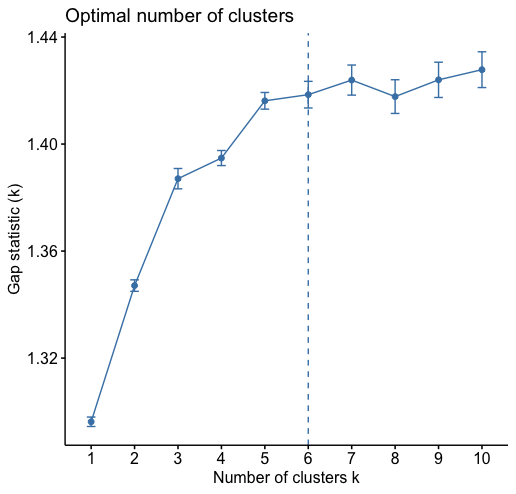 Optimal number of clusters
Gap statistic (k)
1.44
1.40
1.36
1.32
1 2 3 4 5 6 7 8 9 10
Number of clusters k